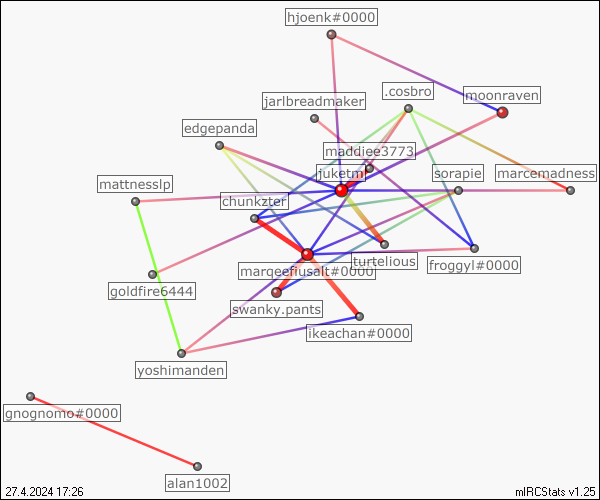 hjoenk#0000
moonraven
.cosbro
jarlbreadmaker
edgepanda
maddiee3773
juketml
sorapie
marcemadness
mattnesslp
chunkzter
turtelious
froggyl#0000
marqeefiusalt#0000
goldfire6444
swanky.pants
ikeachan#0000
yoshimanden
gnognomo#0000
alan1002
27.4.2024 17:26
mIRCStats v1.25